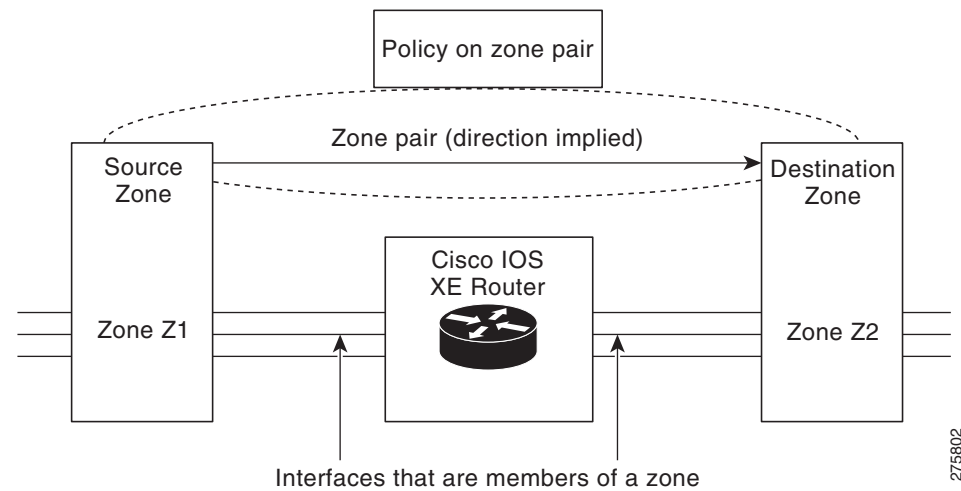 Policy on zone pair
Zone pair (direction implied)
Source
Zone
Destination
Zone
Cisco IOS
XE Router
Zone Z1
Zone Z2
Interfaces that are members of a zone
275802